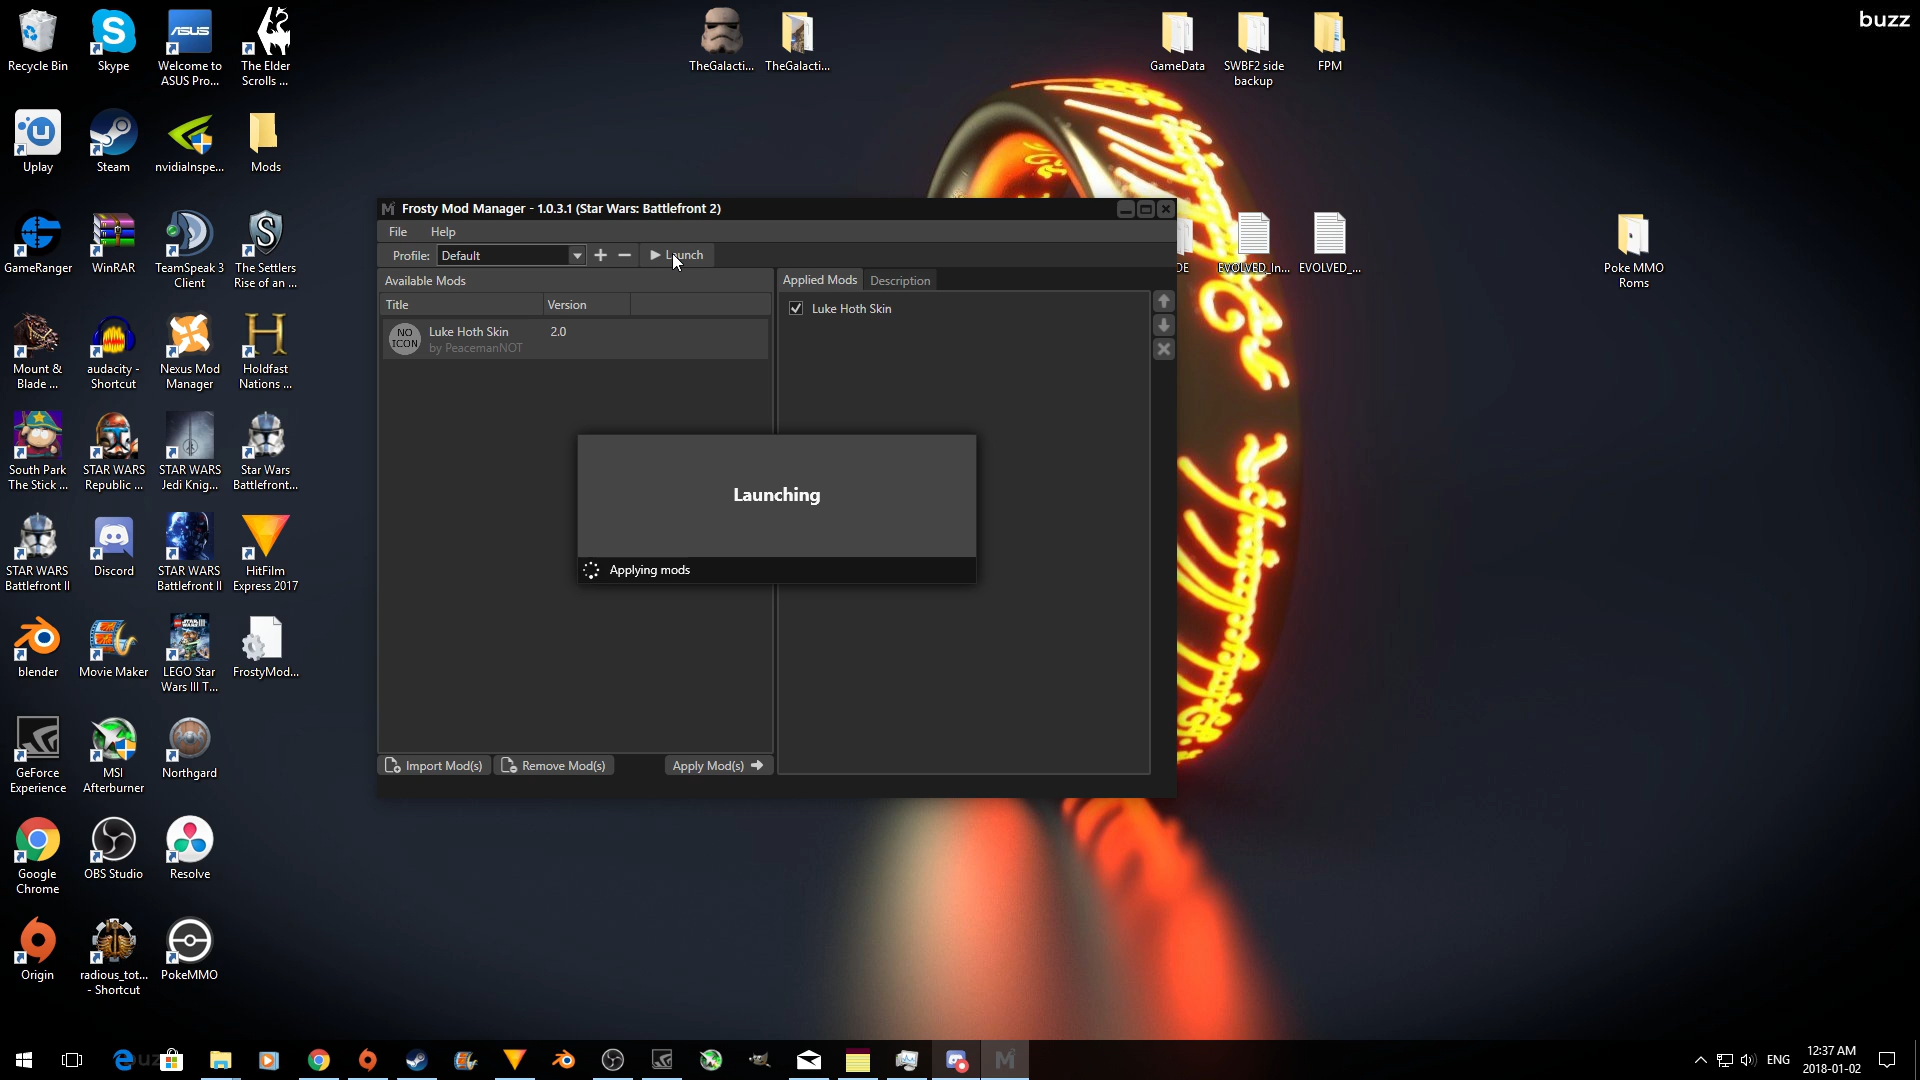 buzz
Recycle Bin
Skype
Welcome to
ASUS Pro...
The Elder
Scrolls ...
TheGalacti...
TheGalacti...
GameData
SWBF2 side
backup
FPM
Uplay
Steam
nvidiaInspe...
Mods
GameRanger
WinRAR
TeamSpeak 3
Client
The Settlers
Rise of an ...
DE
EVOLVED_In...
EVOLVED_...
Poke MMO
Roms
Mount &
Blade ...
audacity -
Shortcut
Nexus Mod
Manager
Holdfast
Nations ...
South Park
The Stick ...
STAR WARS
Republic ...
STAR WARS
Jedi Knig...
Star Wars
Battlefront...
STAR WARS
Battlefront II
Discord
STAR WARS
Battlefront II
HitFilm
Express 2017
blender
Movie Maker
LEGO Star
Wars III T...
FrostyMod...
GeForce
Experience
MSI
Afterburner
Northgard
Google
Chrome
OBS Studio
Resolve
Origin
radious_tot...
- Shortcut
PokeMMO
Frosty Mod Manager - 1.0.3.1 (Star Wars: Battlefront 2)
File
Help
Profile:
Default
Launch
Available Mods
Title
Version
NO
ICON
Luke Hoth Skin
by PeacemanNOT
2.0
Applied Mods
Description
Luke Hoth Skin
Launching
Applying mods
Import Mod(s)
Remove Mod(s)
Apply Mod(s)
ENG
12:37 AM
2018-01-02